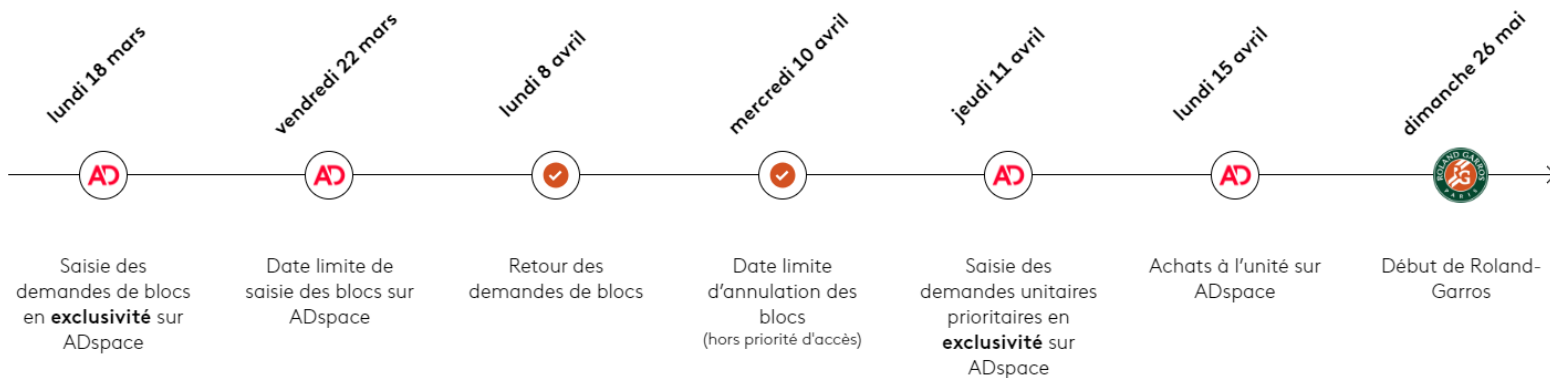 lundi 18 mars
vendredi 22 mars
lundi 8 avril
mercredi 10 avril
jeudi 11 avril
lundi 15 avril
dimanche 26 mai
AD
AD
AD
AD
ROLAND GARROS
RG
PARIS
Saisie des
demandes de blocs
en exclusivité sur
ADspace
Date limite de
saisie des blocs sur
ADspace
Retour des
demandes de blocs
Date limite
d’annulation des
blocs
(hors priorité d'accès)
Saisie des
demandes unitaires
prioritaires en
exclusivité sur
ADspace
Achats à l’unité sur
ADspace
Début de Roland-
Garros